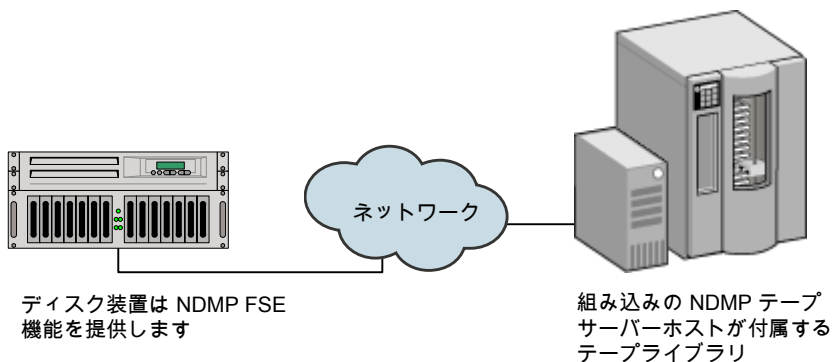 ネットワーク
ディスク装置は NDMP FSE
機能を提供します
組み込みの NDMP テープ
サーバーホストが付属する
テープライブラリ